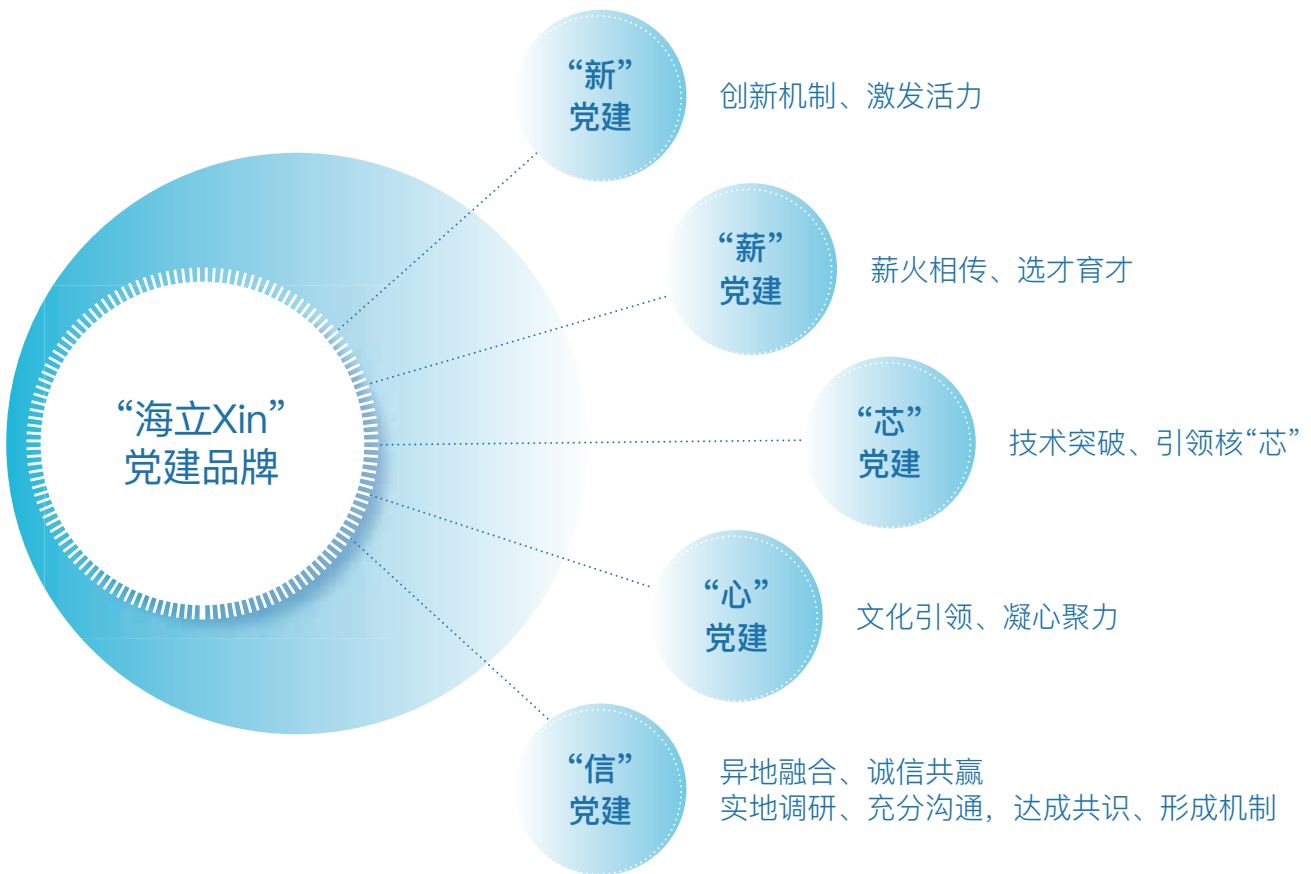 “新”
党建
创新机制、激发活力
“薪”
党建
薪火相传、选才育才
“海立Xin”
党建品牌
“芯”
党建
技术突破、引领核“芯”
“心”
党建
文化引领、凝心聚力
“信”
党建
异地融合、诚信共赢
实地调研、充分沟通，达成共识、形成机制